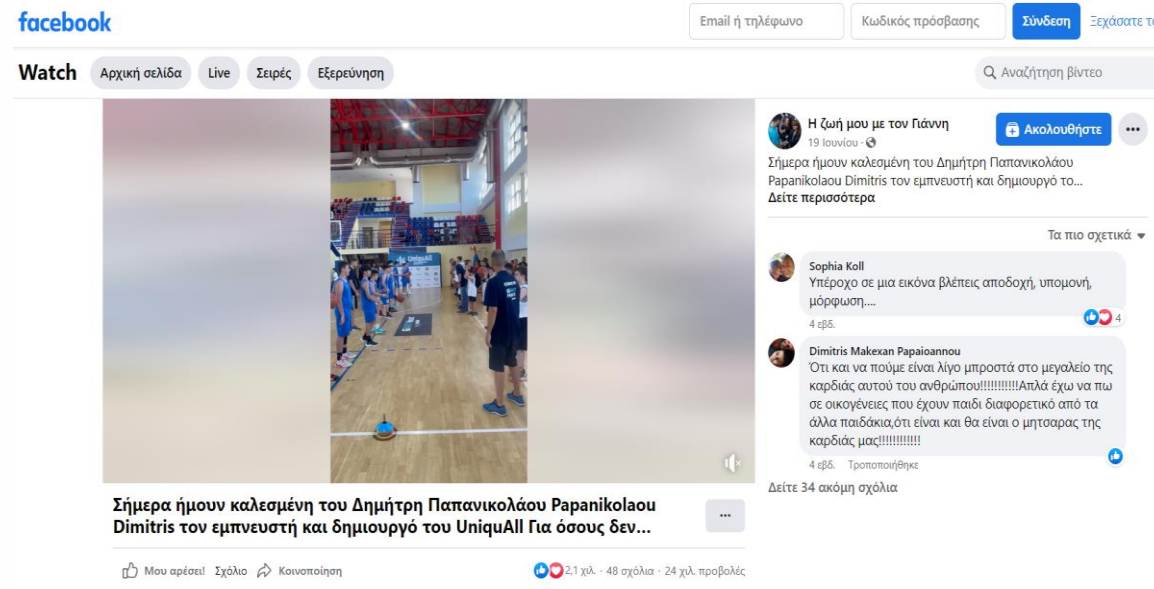 facebook
Email ή τηλέφωνο
Κωδικός πρόσβασης
Σύνδεση
Ξεχάσατε το
Watch
Αρχική σελίδα
Live
Σειρές
Εξερεύνηση
Αναζήτηση βίντεο
UniquAll
Σήμερα ήμουν καλεσμένη του Δημήτρη Παπανικολάου Papanikolaou
Dimitris τον εμπνευστή και δημιουργό του UniquAll Για όσους δεν...
Μου αρέσει! Σχόλιο Κοινοποίηση
2,1 χιλ. · 48 σχόλια · 24 χιλ. προβολές
Η ζωή μου με τον Γιάννη
19 Ιουνίου ·
Ακολουθήστε
Σήμερα ήμουν καλεσμένη του Δημήτρη Παπανικολάου
Papanikolaou Dimitris τον εμπνευστή και δημιουργό το...
Δείτε περισσότερα
Τα πιο σχετικά
Sophia Koll
Υπέροχο σε μια εικόνα βλέπεις αποδοχή, υπομονή,
μόρφωση....
4
4 εβδ.
Dimitris Makexan Papaioannou
Ότι και να πούμε είναι λίγο μπροστά στο μεγαλείο της
καρδιάς αυτού του ανθρώπου!!!!!!!!!!!Απλά έχω να πω
σε οικογένειες που έχουν παιδι διαφορετικό από τα
άλλα παιδάκια,ότι είναι και θα είναι ο μητσαρας της
καρδιάς μας!!!!!!!!!!!!
4 εβδ. Τροποποιήθηκε
Δείτε 34 ακόμη σχόλια